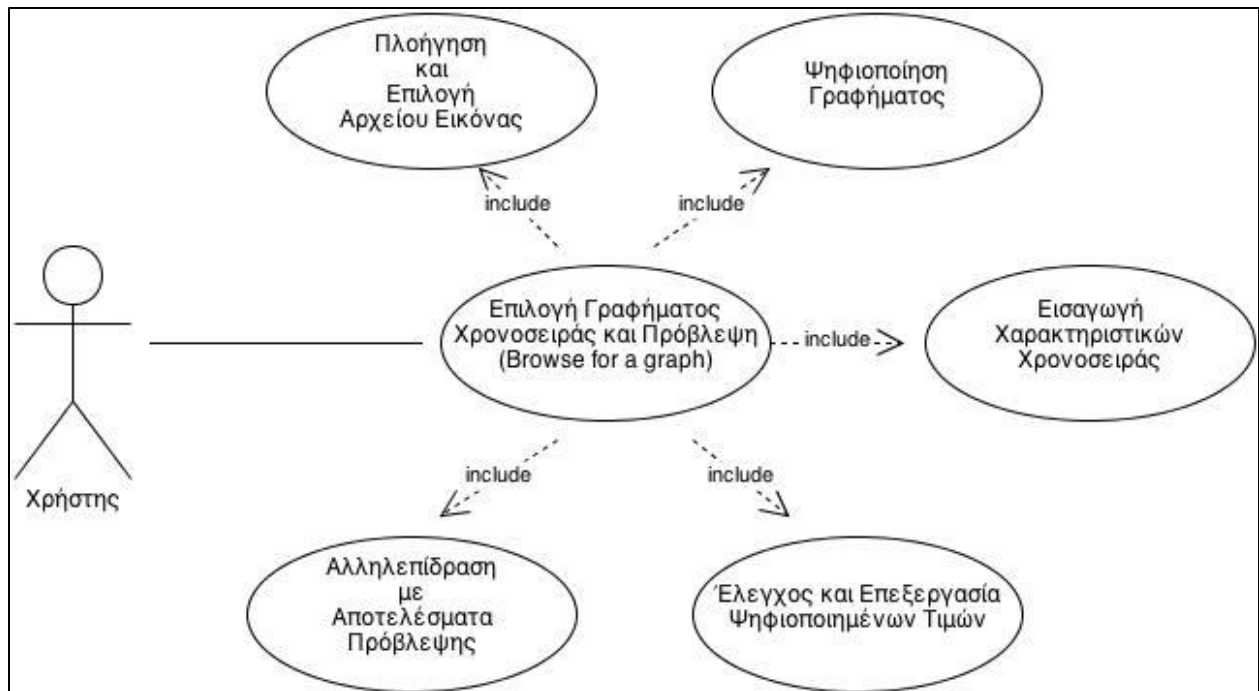 Πλοήγηση
και
Επιλογή
Αρχείου Εικόνας
Ψηφιοποίηση
Γραφήματος
include
include
Επιλογή Γραφήματος
Χρονοσειράς και Πρόβλεψη
(Browse for a graph)
include
Εισαγωγή
Χαρακτηριστικών
Χρονοσειράς
Χρήστης
include
include
Αλληλεπίδραση
με
Αποτελέσματα
Πρόβλεψης
Έλεγχος και Επεξεργασία
Ψηφιοποιημένων Τιμών